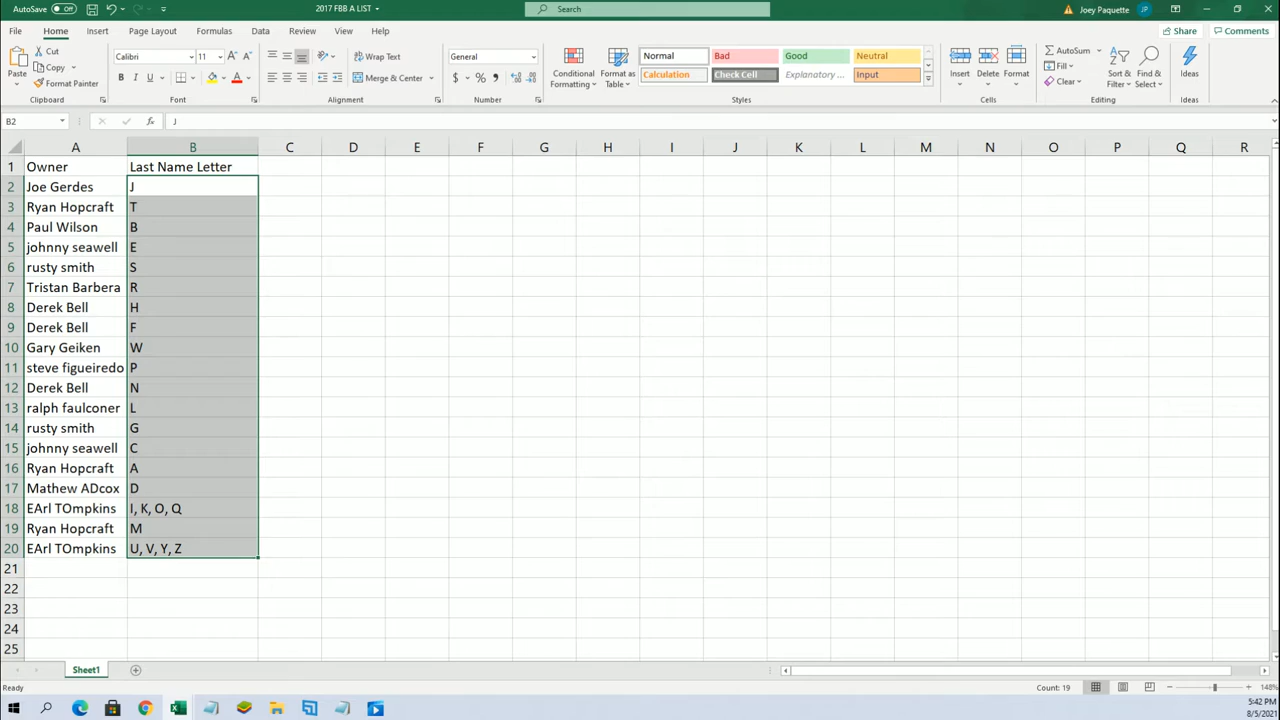 AutoSave Off 2017 FBB A LIST Search Joey Paquette JP
File Home Insert Page Layout Formulas Data Review View Help Share Comments
Paste Cut Copy Format Painter Clipboard
Calibri 11 B I U A Font
Wrap Text Merge & Center Alignment
General $ % Number
Conditional Formatting Format as Table
Normal Bad Good Neutral
Calculation Check Cell Explanatory ... Input
Styles
Insert Delete Format Cells
AutoSum Fill Clear Sort & Filter Find & Select Editing
Ideas Ideas
B2 fx J
A B C D E F G H I J K L M N O P Q R
1 Owner Last Name Letter
2 Joe Gerdes J
3 Ryan Hopcraft T
4 Paul Wilson B
5 johnny seawell E
6 rusty smith S
7 Tristan Barbera R
8 Derek Bell H
9 Derek Bell F
10 Gary Geiken W
11 steve figueiredo P
12 Derek Bell N
13 ralph faulconer L
14 rusty smith G
15 johnny seawell C
16 Ryan Hopcraft A
17 Mathew ADcox D
18 EArl TOmpkins I, K, O, Q
19 Ryan Hopcraft M
20 EArl TOmpkins U, V, Y, Z
21
22
23
24
25
Sheet1
Ready Count: 19 148%
5:42 PM
8/5/2021